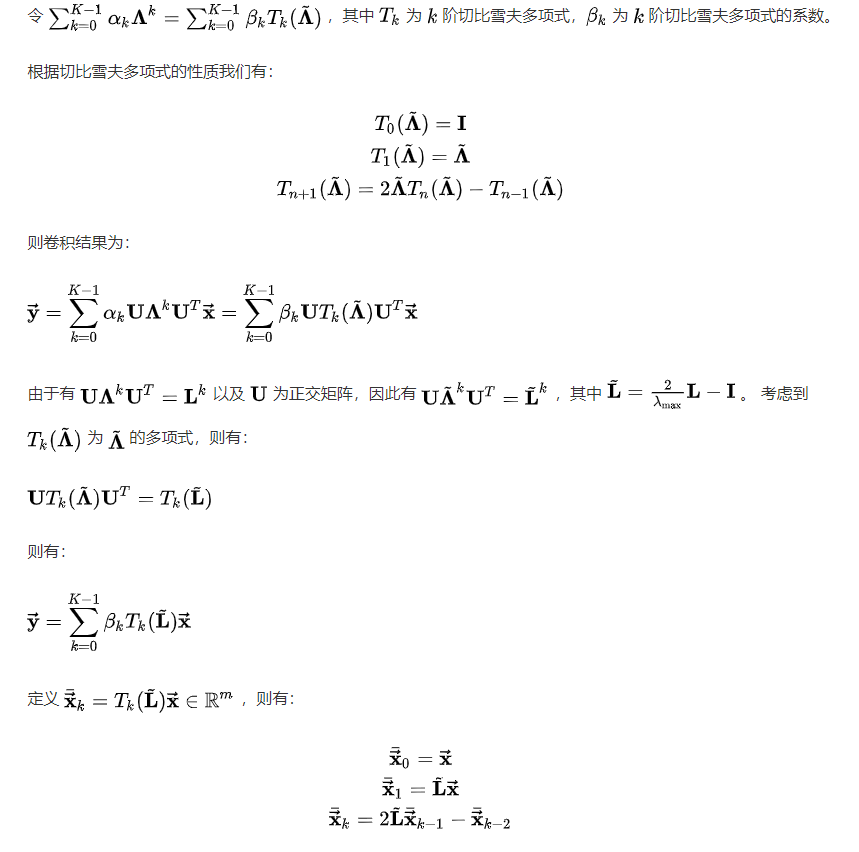 令 $\sum_{k=0}^{K-1} \alpha_k \mathbf{\Lambda}^k = \sum_{k=0}^{K-1} \beta_k T_k(\tilde{\mathbf{\Lambda}})$ ，其中 $T_k$ 为 $k$ 阶切比雪夫多项式，$\beta_k$ 为 $k$ 阶切比雪夫多项式的系数。
根据切比雪夫多项式的性质我们有：
$T_0(\tilde{\mathbf{\Lambda}}) = \mathbf{I}$
$T_1(\tilde{\mathbf{\Lambda}}) = \tilde{\mathbf{\Lambda}}$
$T_{n+1}(\tilde{\mathbf{\Lambda}}) = 2\tilde{\mathbf{\Lambda}}T_n(\tilde{\mathbf{\Lambda}}) - T_{n-1}(\tilde{\mathbf{\Lambda}})$
则卷积结果为：
$\vec{\mathbf{y}} = \sum_{k=0}^{K-1} \alpha_k \mathbf{U}\mathbf{\Lambda}^k\mathbf{U}^T\vec{\mathbf{x}} = \sum_{k=0}^{K-1} \beta_k \mathbf{U}T_k(\tilde{\mathbf{\Lambda}})\mathbf{U}^T\vec{\mathbf{x}}$
由于有 $\mathbf{U}\mathbf{\Lambda}^k\mathbf{U}^T = \mathbf{L}^k$ 以及 $\mathbf{U}$ 为正交矩阵，因此有 $\mathbf{U}\tilde{\mathbf{\Lambda}}^k\mathbf{U}^T = \tilde{\mathbf{L}}^k$ ，其中 $\tilde{\mathbf{L}} = \frac{2}{\lambda_{\max}}\mathbf{L} - \mathbf{I}$ 。 考虑到
$T_k(\tilde{\mathbf{\Lambda}})$ 为 $\tilde{\mathbf{\Lambda}}$ 的多项式，则有：
$\mathbf{U}T_k(\tilde{\mathbf{\Lambda}})\mathbf{U}^T = T_k(\tilde{\mathbf{L}})$
则有：
$\vec{\mathbf{y}} = \sum_{k=0}^{K-1} \beta_k T_k(\tilde{\mathbf{L}})\vec{\mathbf{x}}$
定义 $\bar{\vec{\mathbf{x}}}_k = T_k(\tilde{\mathbf{L}})\vec{\mathbf{x}} \in \mathbb{R}^m$ ，则有：
$\bar{\vec{\mathbf{x}}}_0 = \vec{\mathbf{x}}$
$\bar{\vec{\mathbf{x}}}_1 = \tilde{\mathbf{L}}\vec{\mathbf{x}}$
$\bar{\vec{\mathbf{x}}}_k = 2\tilde{\mathbf{L}}\bar{\vec{\mathbf{x}}}_{k-1} - \bar{\vec{\mathbf{x}}}_{k-2}$